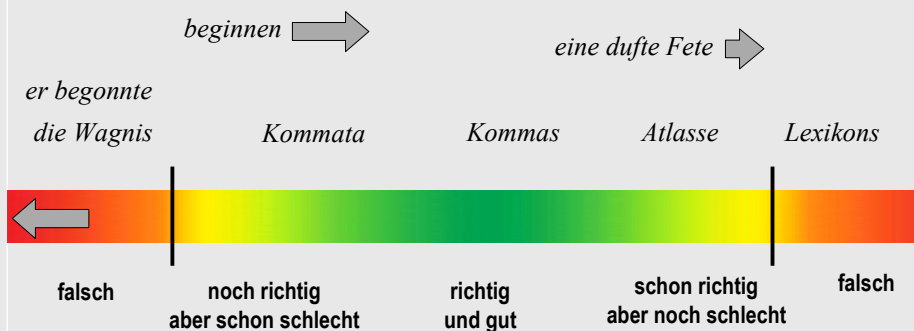 beginnen
eine dufte Fete
er begonnte
die Wagnis
Kommata
Kommas
Atlasse
Lexikons
falsch
noch richtig
aber schon schlecht
richtig
und gut
schon richtig
aber noch schlecht
falsch